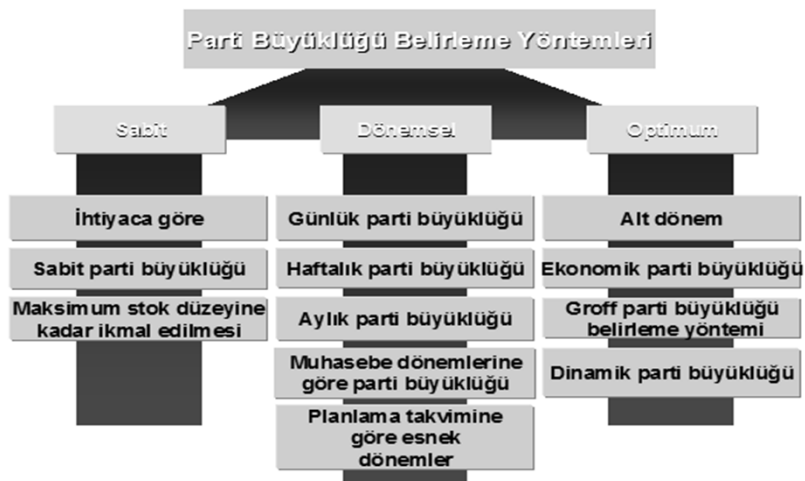 Parti Büyüklüğü Belirleme Yöntemleri
Sabit
İhtiyaca göre
Sabit parti büyüklüğü
Maksimum stok düzeyine
kadar ikmal edilmesi
Dönemsel
Günlük parti büyüklüğü
Haftalık parti büyüklüğü
Aylık parti büyüklüğü
Muhasebe dönemlerine
göre parti büyüklüğü
Planlama takvimine
göre esnek
dönemler
Optimum
Alt dönem
Ekonomik parti büyüklüğü
Groff parti büyüklüğü
belirleme yöntemi
Dinamik parti büyüklüğü